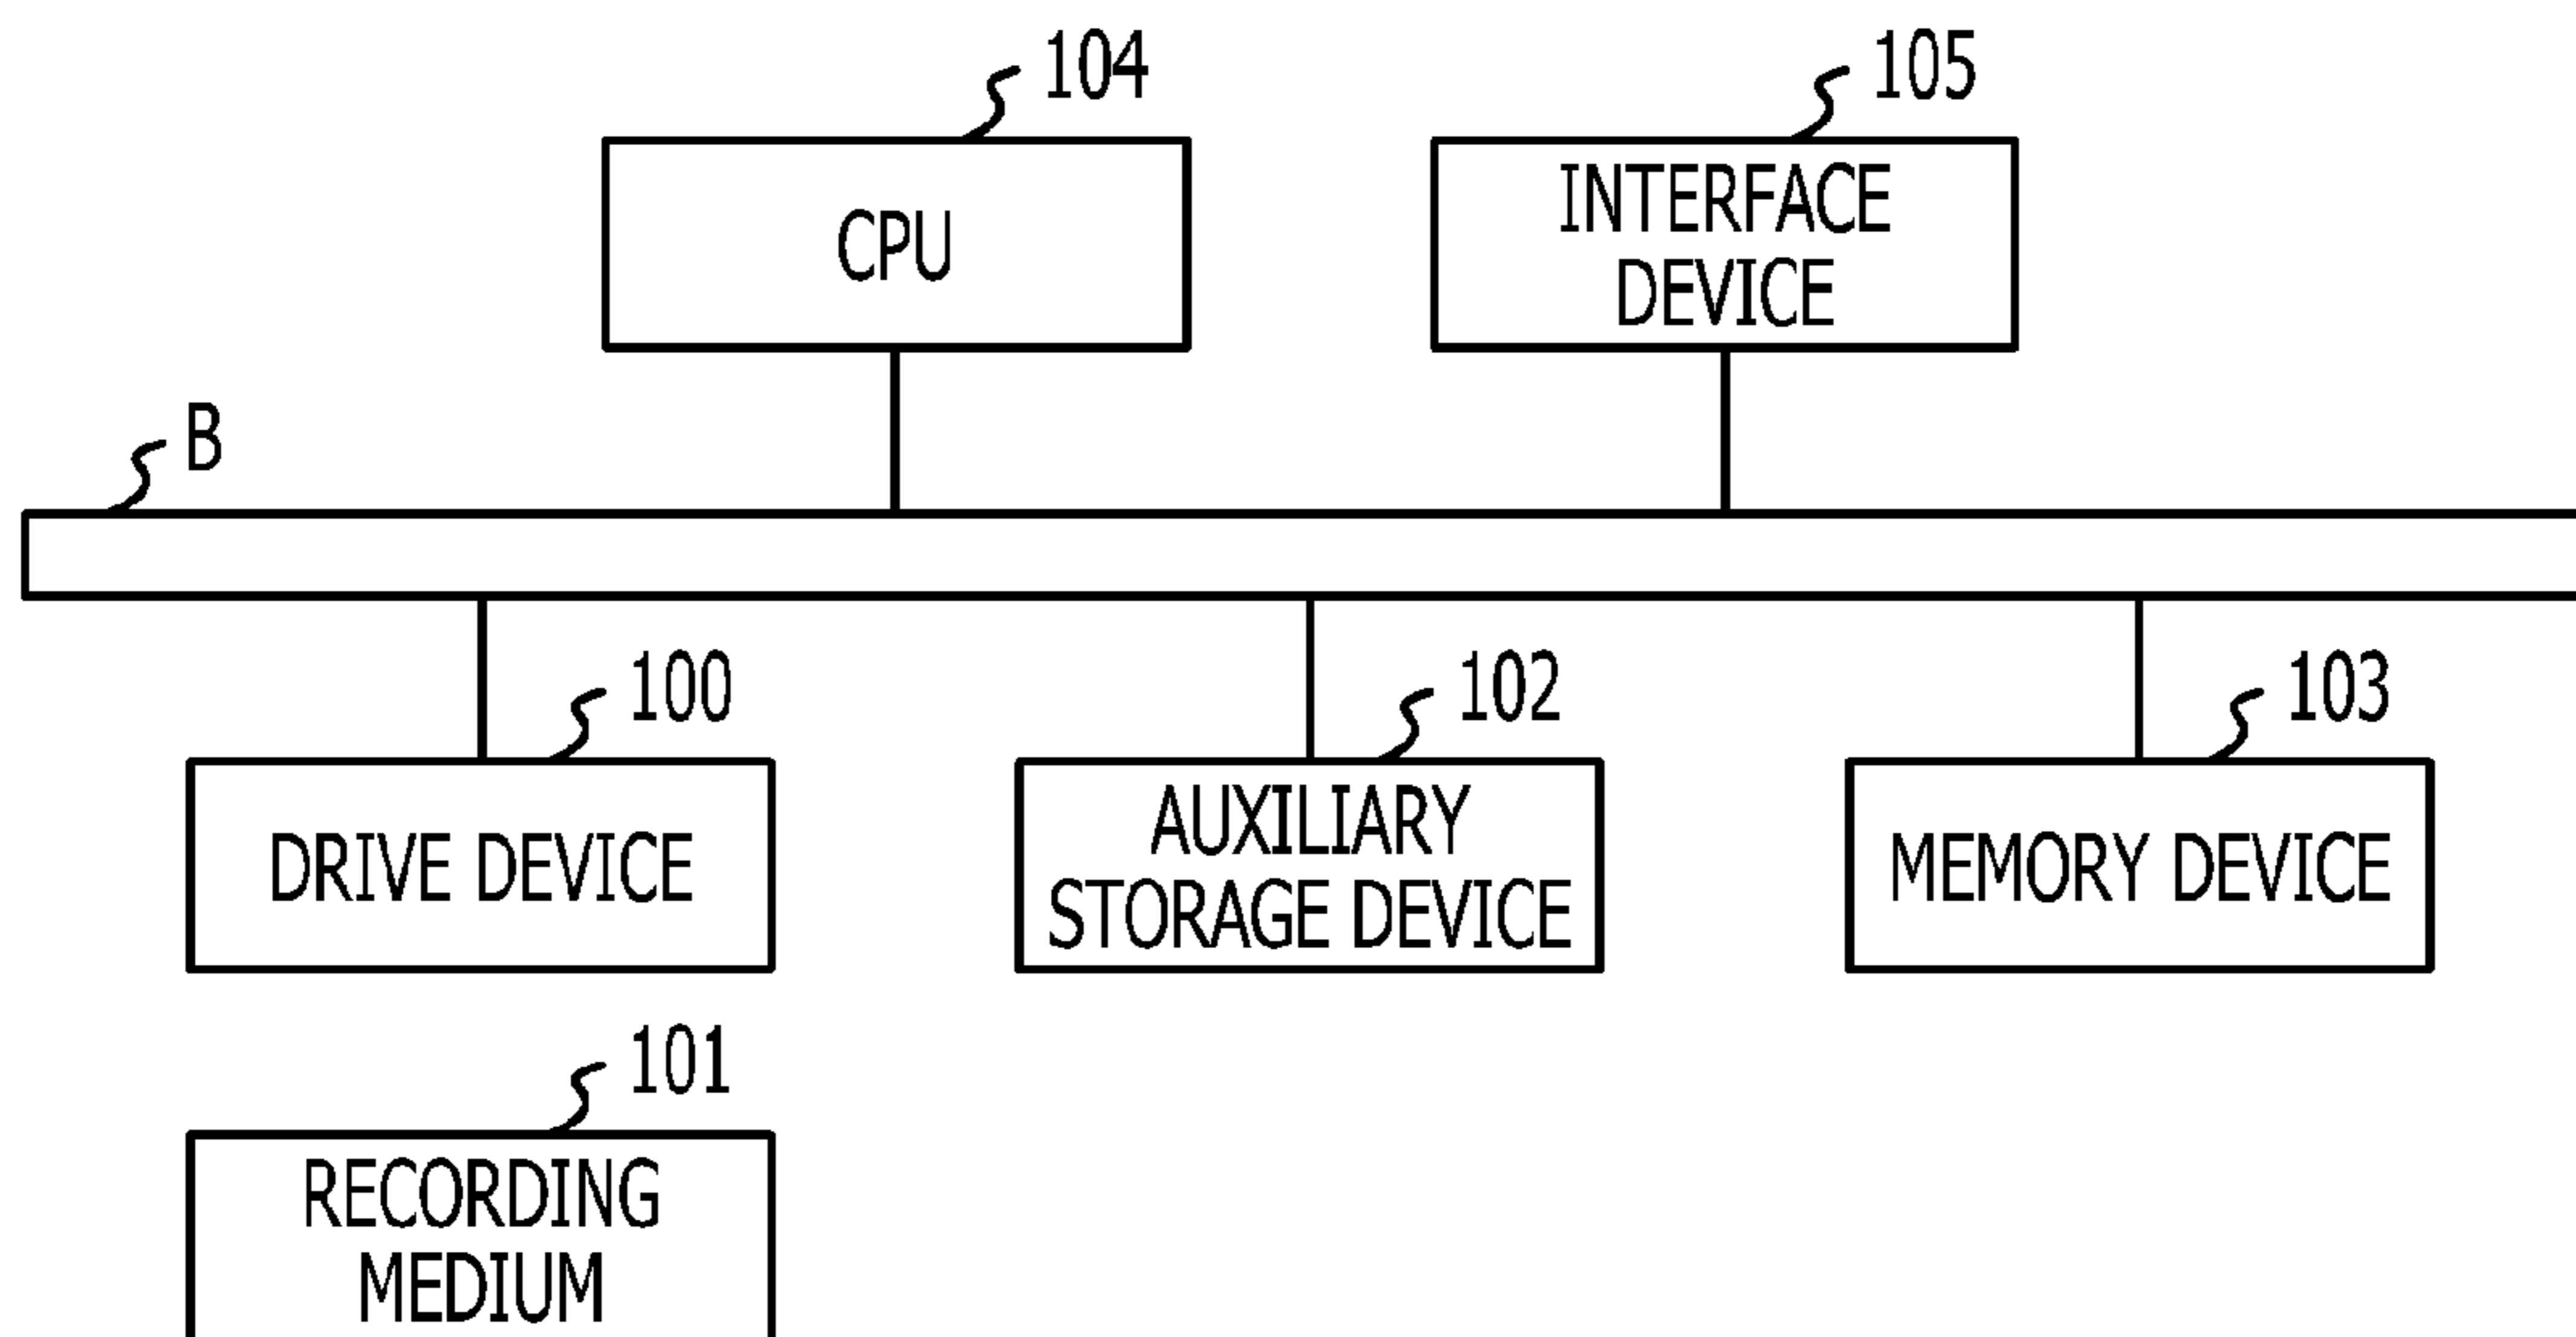 104
105
CPU
INTERFACE
DEVICE
B
100
102
103
DRIVE DEVICE
AUXILIARY
STORAGE DEVICE
MEMORY DEVICE
101
RECORDING
MEDIUM